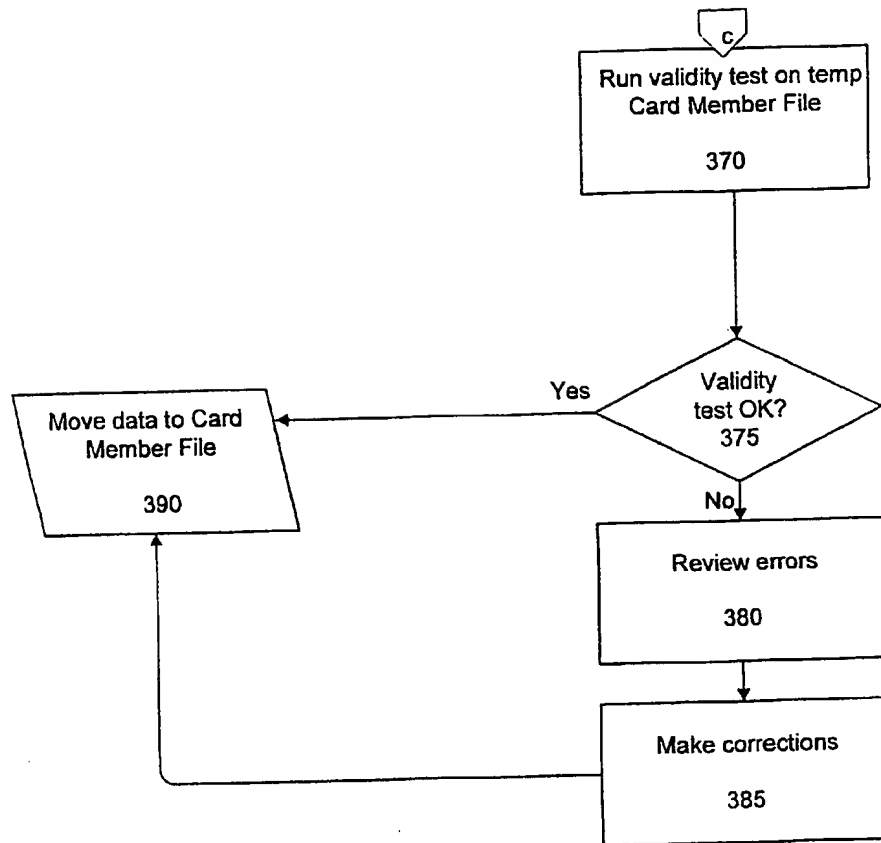 C
Run validity test on temp
Card Member File
370
Validity
test OK?
375
Yes
No
Move data to Card
Member File
390
Review errors
380
Make corrections
385